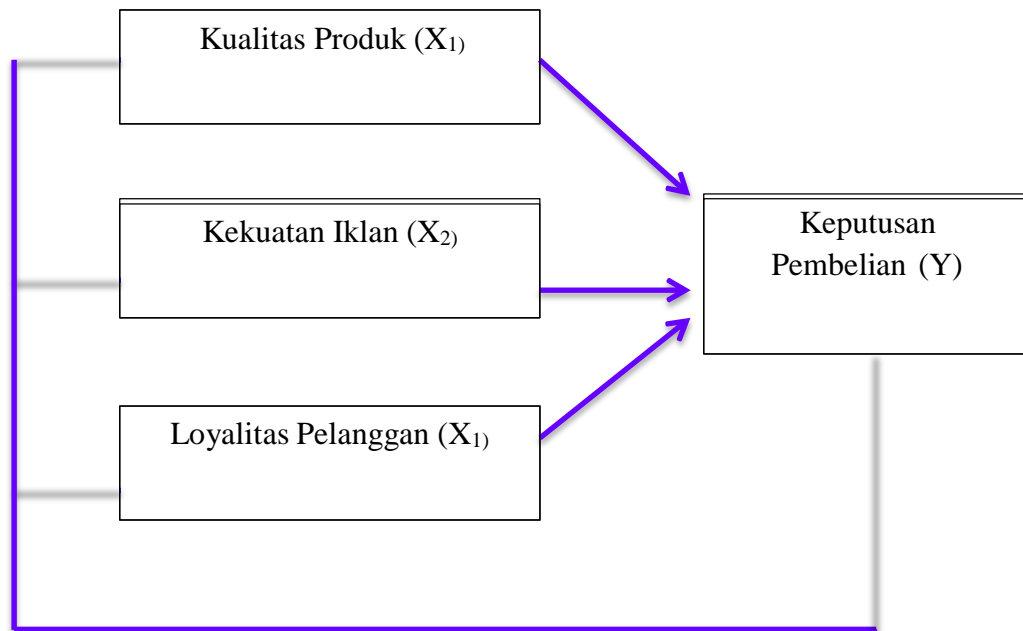 Kualitas Produk (X₁)
Kekuatan Iklan (X₂)
Keputusan
Pembelian (Y)
Loyalitas Pelanggan (X₁)